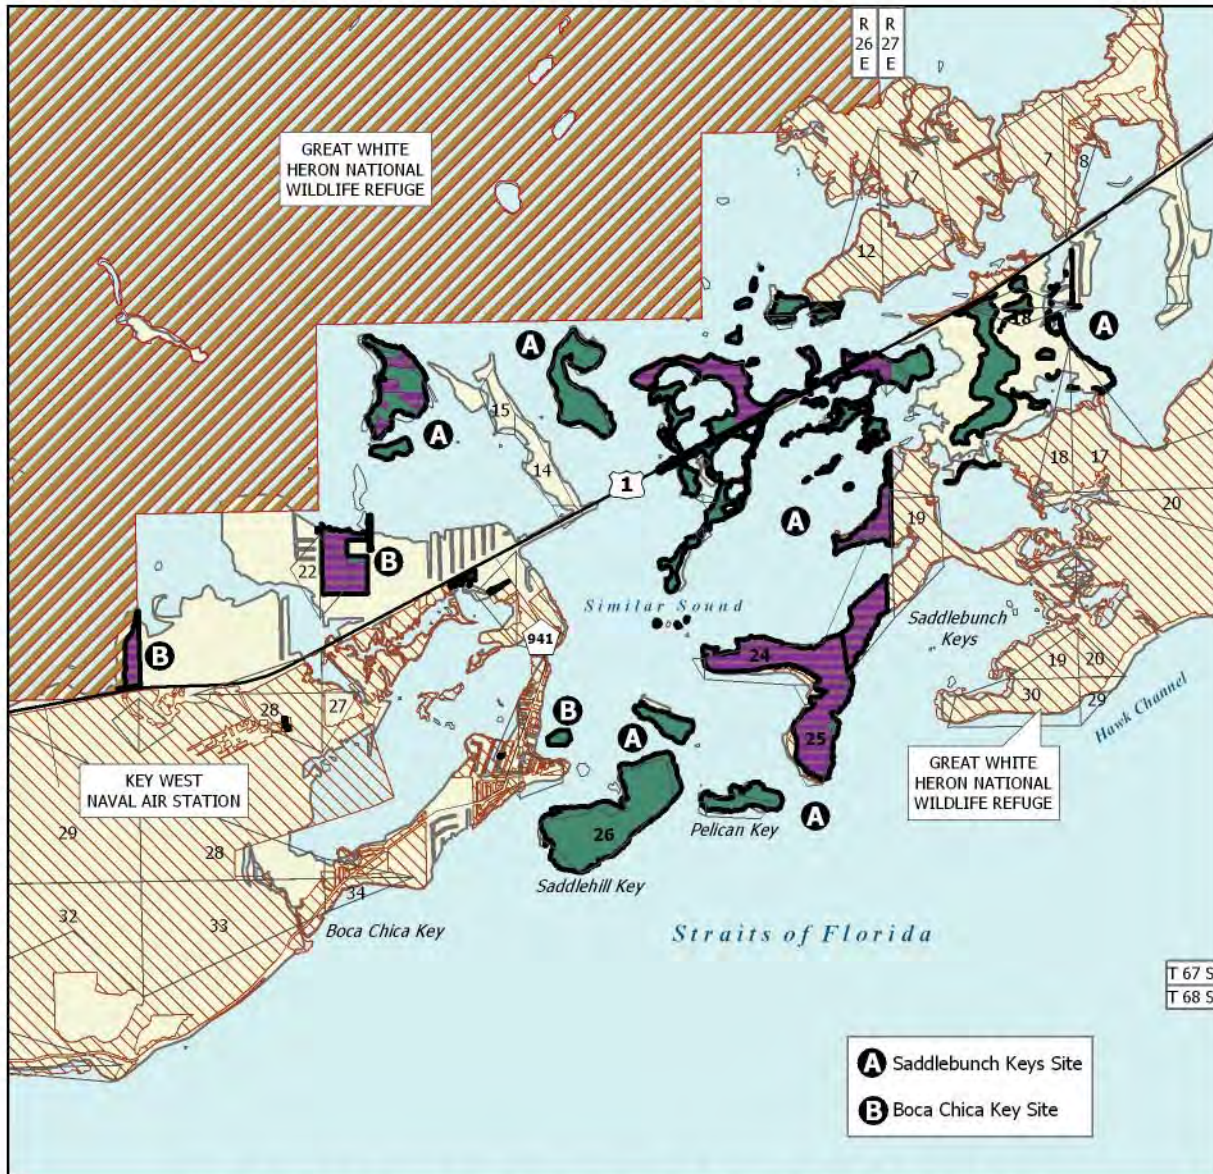 R
26
E
R
27
E
GREAT WHITE
HERON NATIONAL
WILDLIFE REFUGE
7
8
7
12
18
A
A
15
A
14
1
18
17
20
A
19
22
B
Similar Sound
Saddlebunch
Keys
941
B
24
19
20
30
29
Hawk Channel
28
27
B
A
25
KEY WEST
NAVAL AIR STATION
GREAT WHITE
HERON NATIONAL
WILDLIFE REFUGE
29
28
26
Pelican Key
A
Saddlehill Key
34
32
33
Boca Chica Key
Straits of Florida
T 67 S
T 68 S
A Saddlebunch Keys Site
B Boca Chica Key Site